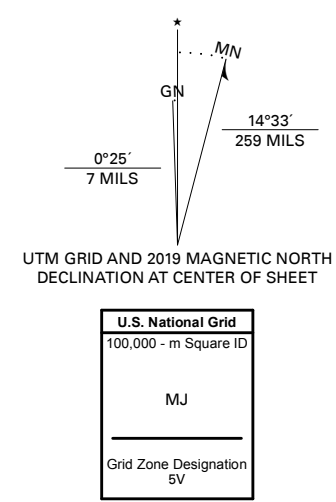 ★
MN
GN
14°33´
259 MILS
0°25´
7 MILS
UTM GRID AND 2019 MAGNETIC NORTH
DECLINATION AT CENTER OF SHEET
U.S. National Grid
100,000 - m Square ID
MJ
Grid Zone Designation
5V